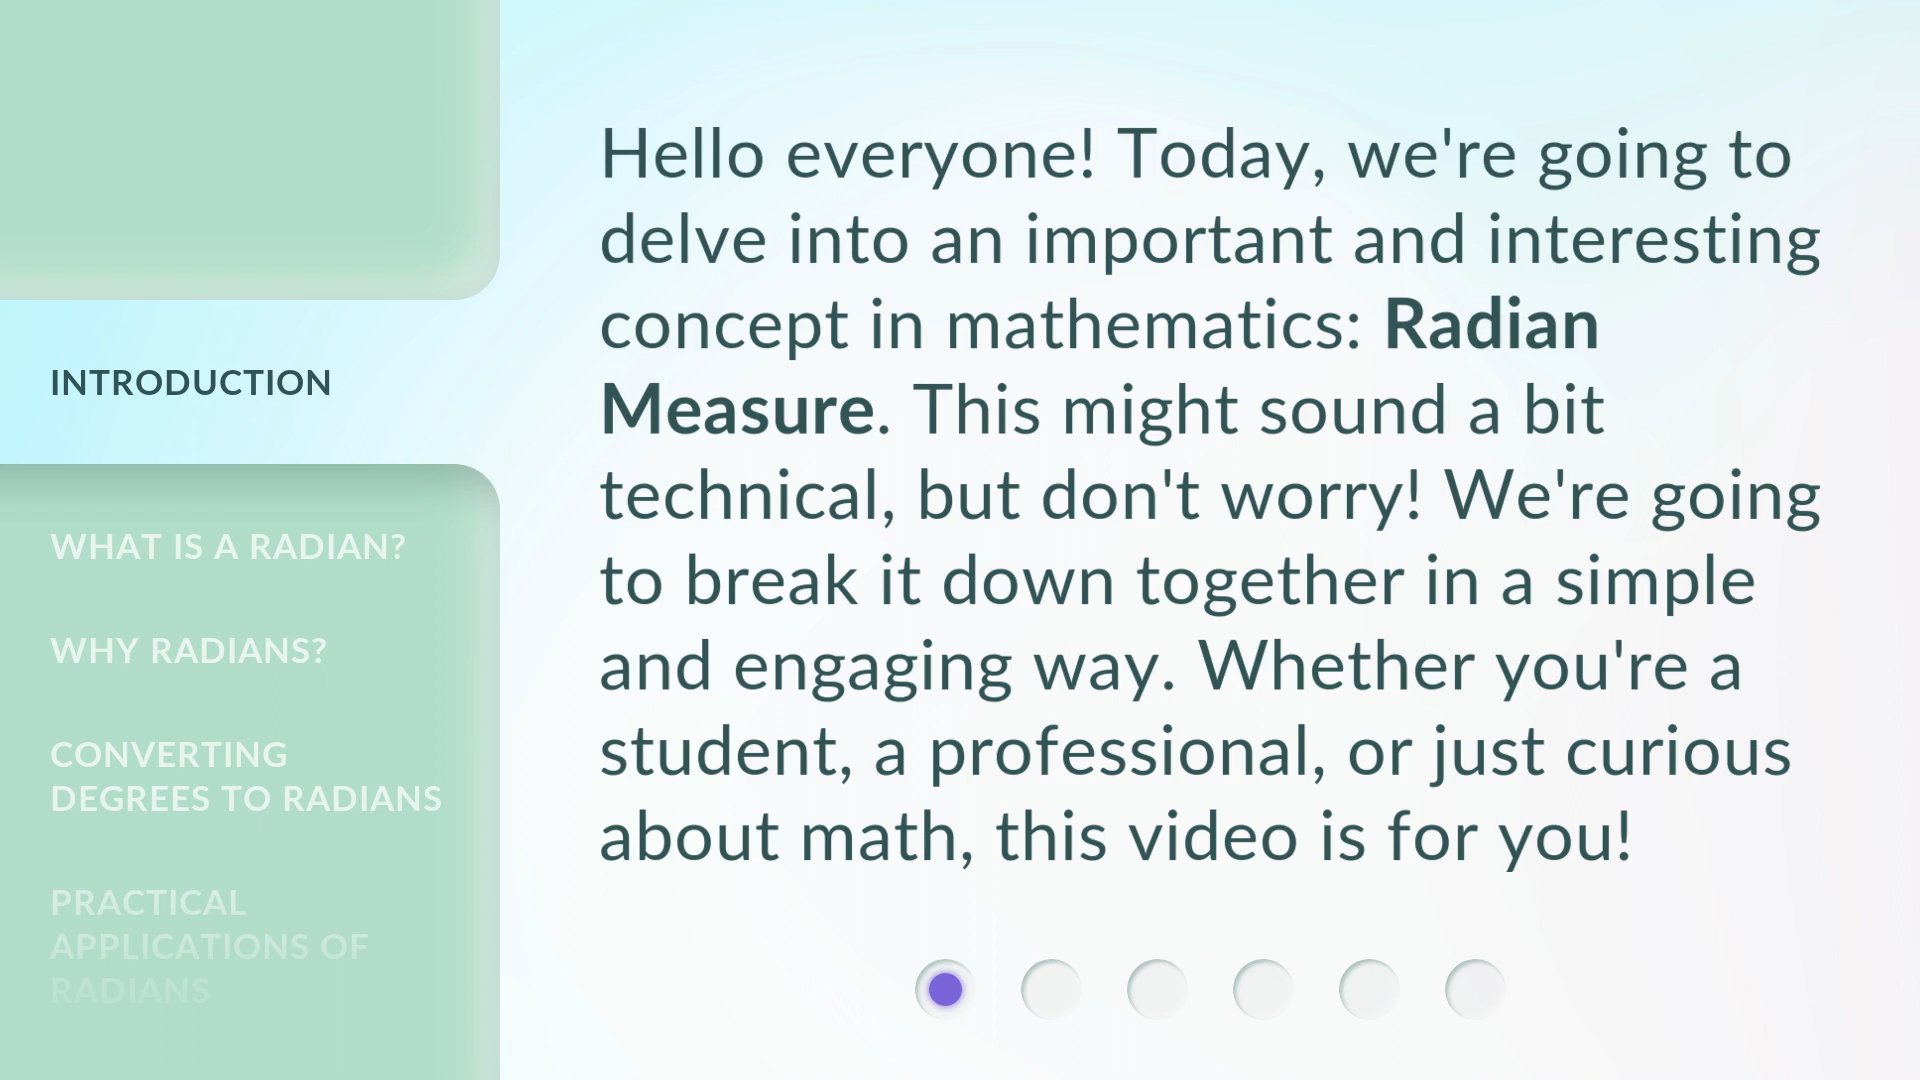 INTRODUCTION
WHAT IS A RADIAN?
WHY RADIANS?
CONVERTING
DEGREES TO RADIANS
PRACTICAL
APPLICATIONS OF
RADIANS
Hello everyone! Today, we're going to
delve into an important and interesting
concept in mathematics: Radian
Measure. This might sound a bit
technical, but don't worry! We're going
to break it down together in a simple
and engaging way. Whether you're a
student, a professional, or just curious
about math, this video is for you!